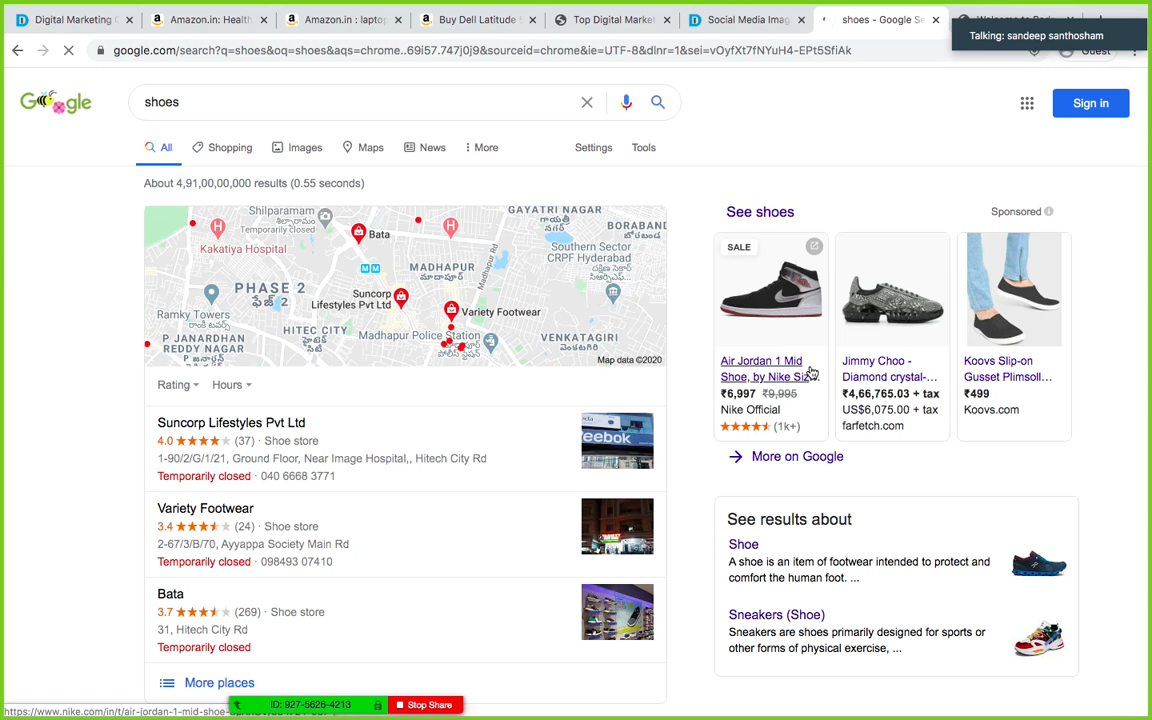 Digital Marketing C
Amazon.in: Health
Amazon.in : laptop
Buy Dell Latitude
Top Digital Market
Social Media Imag
shoes - Google Se
Talking: sandeep santhosham
google.com/search?q=shoes&oq=shoes&aqs=chrome..69i57.747j0j9&sourceid=chrome&ie=UTF-8&dlnr=1&sei=vOyfXt7fNYuH4-EPt5SfiAk
Guest
Google
shoes
Sign in
All
Shopping
Images
Maps
News
More
Settings
Tools
About 4,91,00,00,000 results (0.55 seconds)
Shilparamam
శిల్పారామం
Kakatiya Hospital
Bata
GAYATRI NAGAR
BORABAND
Southern Sector
CRPF Hyderabad
MADHAPUR
మాదాపూర్
Madhapur Rd
PHASE 2
ఫేజ్ 2
Suncorp
Lifestyles Pvt Ltd
Variety Footwear
Ramky Towers
P JANARDHAN
REDDY NAGAR
HITEC CITY
Madhapur Police Station
VENKATAGIRI
Map data ©2020
Rating
Hours
Suncorp Lifestyles Pvt Ltd
4.0 (37) · Shoe store
1-90/2/G/1/21, Ground Floor, Near Image Hospital,, Hitech City Rd
Temporarily closed · 040 6668 3771
Reebok
Variety Footwear
3.4 (24) · Shoe store
2-67/3/B/70, Ayyappa Society Main Rd
Temporarily closed · 098493 07410
Bata
3.7 (269) · Shoe store
31, Hitech City Rd
Temporarily closed
More places
See shoes
Sponsored
SALE
Air Jordan 1 Mid
Shoe, by Nike Siz...
₹6,997 ₹9,995
Nike Official
(1k+)
Jimmy Choo -
Diamond crystal-...
₹4,66,765.03 + tax
US$6,075.00 + tax
farfetch.com
Koovs Slip-on
Gusset Plimsoll...
₹499
Koovs.com
More on Google
See results about
Shoe
A shoe is an item of footwear intended to protect and
comfort the human foot. ...
Sneakers (Shoe)
Sneakers are shoes primarily designed for sports or
other forms of physical exercise, ...
ID: 927-5626-4213
Stop Share